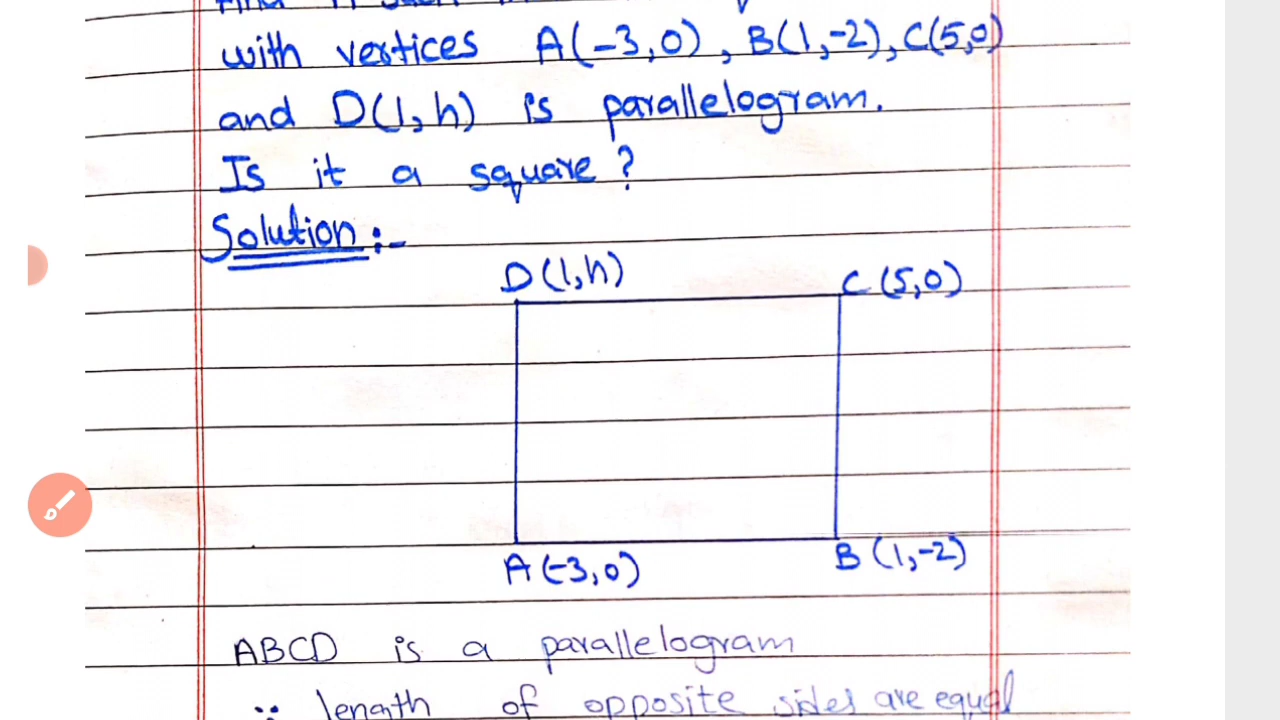 with vertices A(-3,0), B(1,-2), C(5,0)
and D(1,h) is parallelogram.
Is it a square?
Solution:-
D(1,h) C(5,0)
A(-3,0) B(1,-2)
ABCD is a parallelogram
∵ length of opposite sides are equal